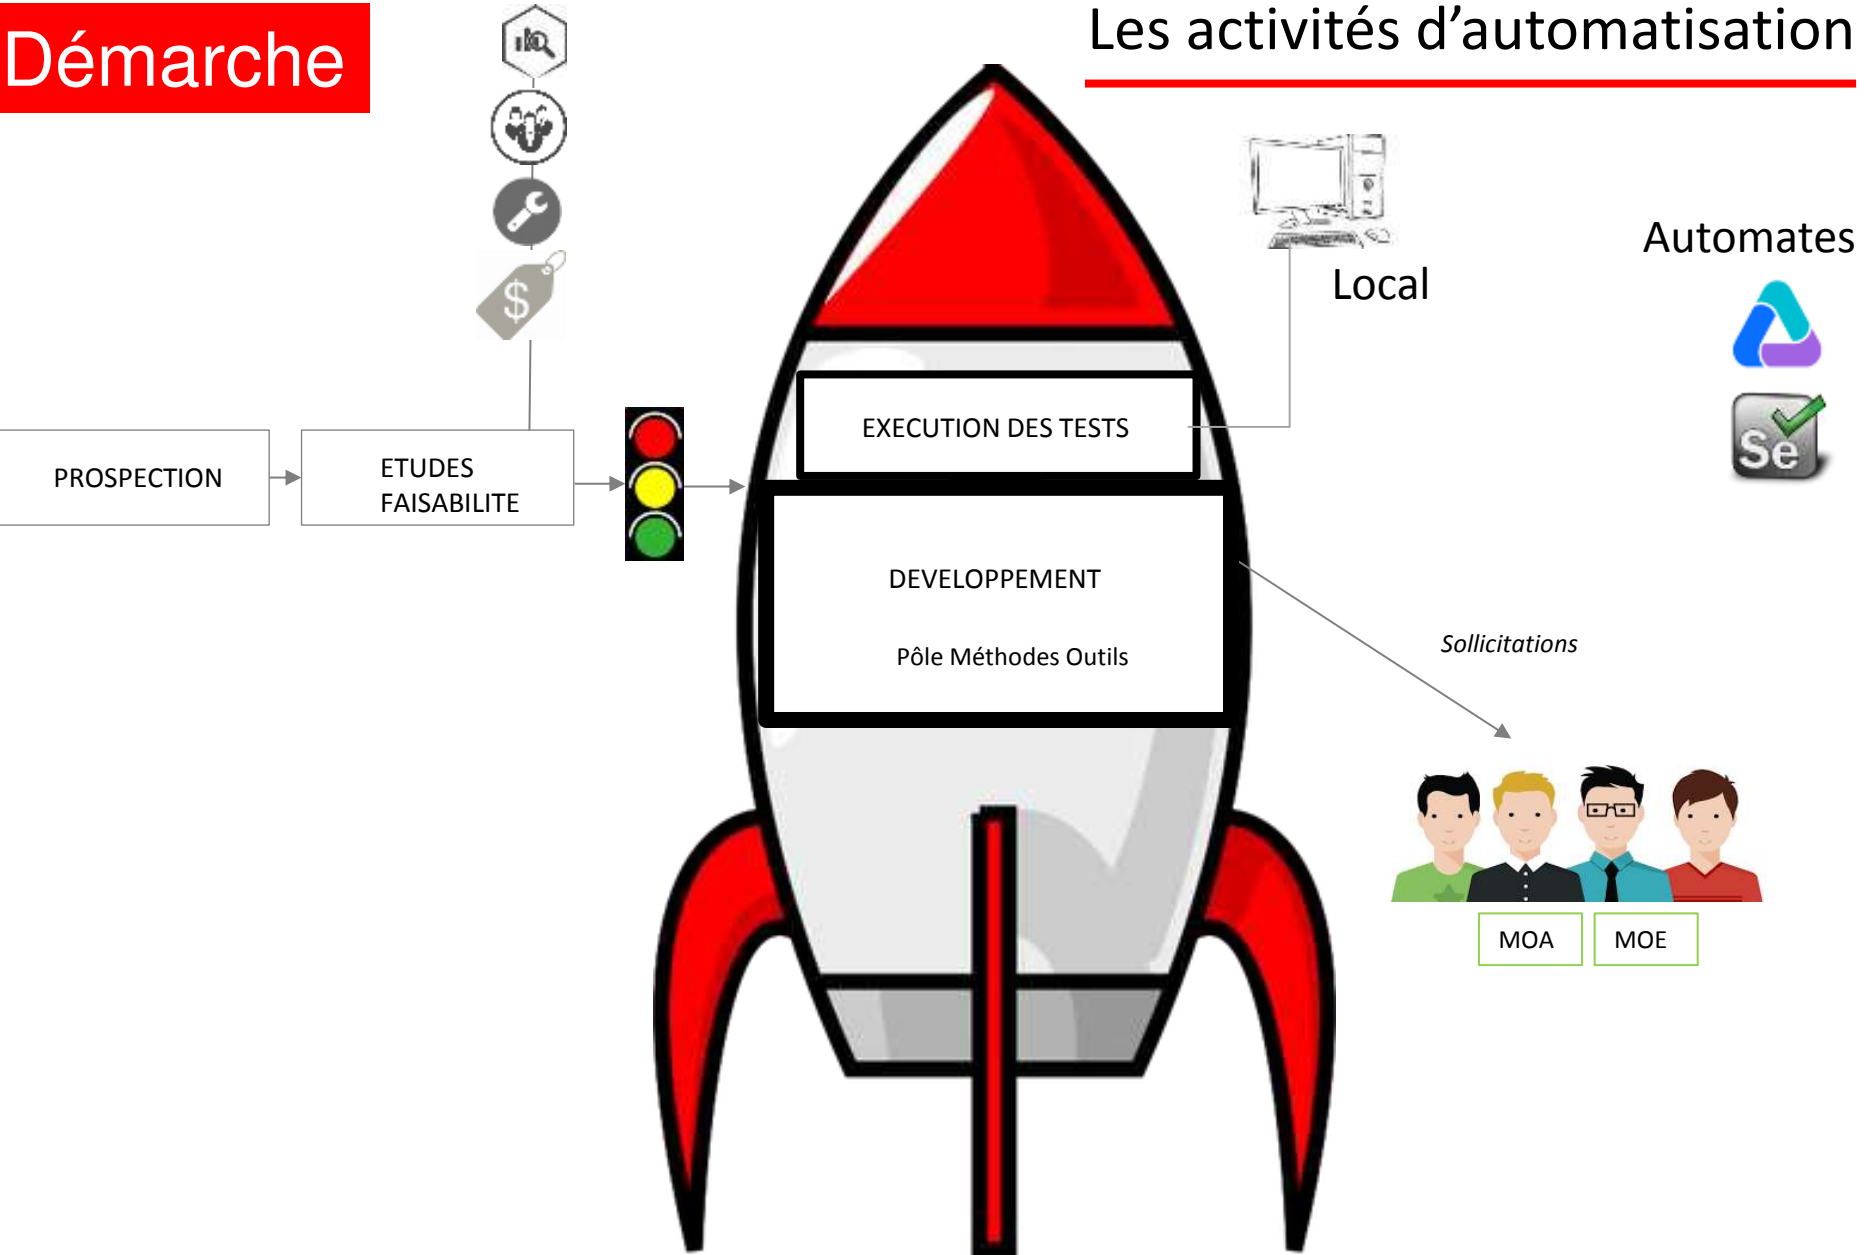 Démarche
Les activités d’automatisation
$
Local
Automates
Se
EXECUTION DES TESTS
PROSPECTION
ETUDES
FAISABILITE
DEVELOPPEMENT
Pôle Méthodes Outils
Sollicitations
MOA
MOE